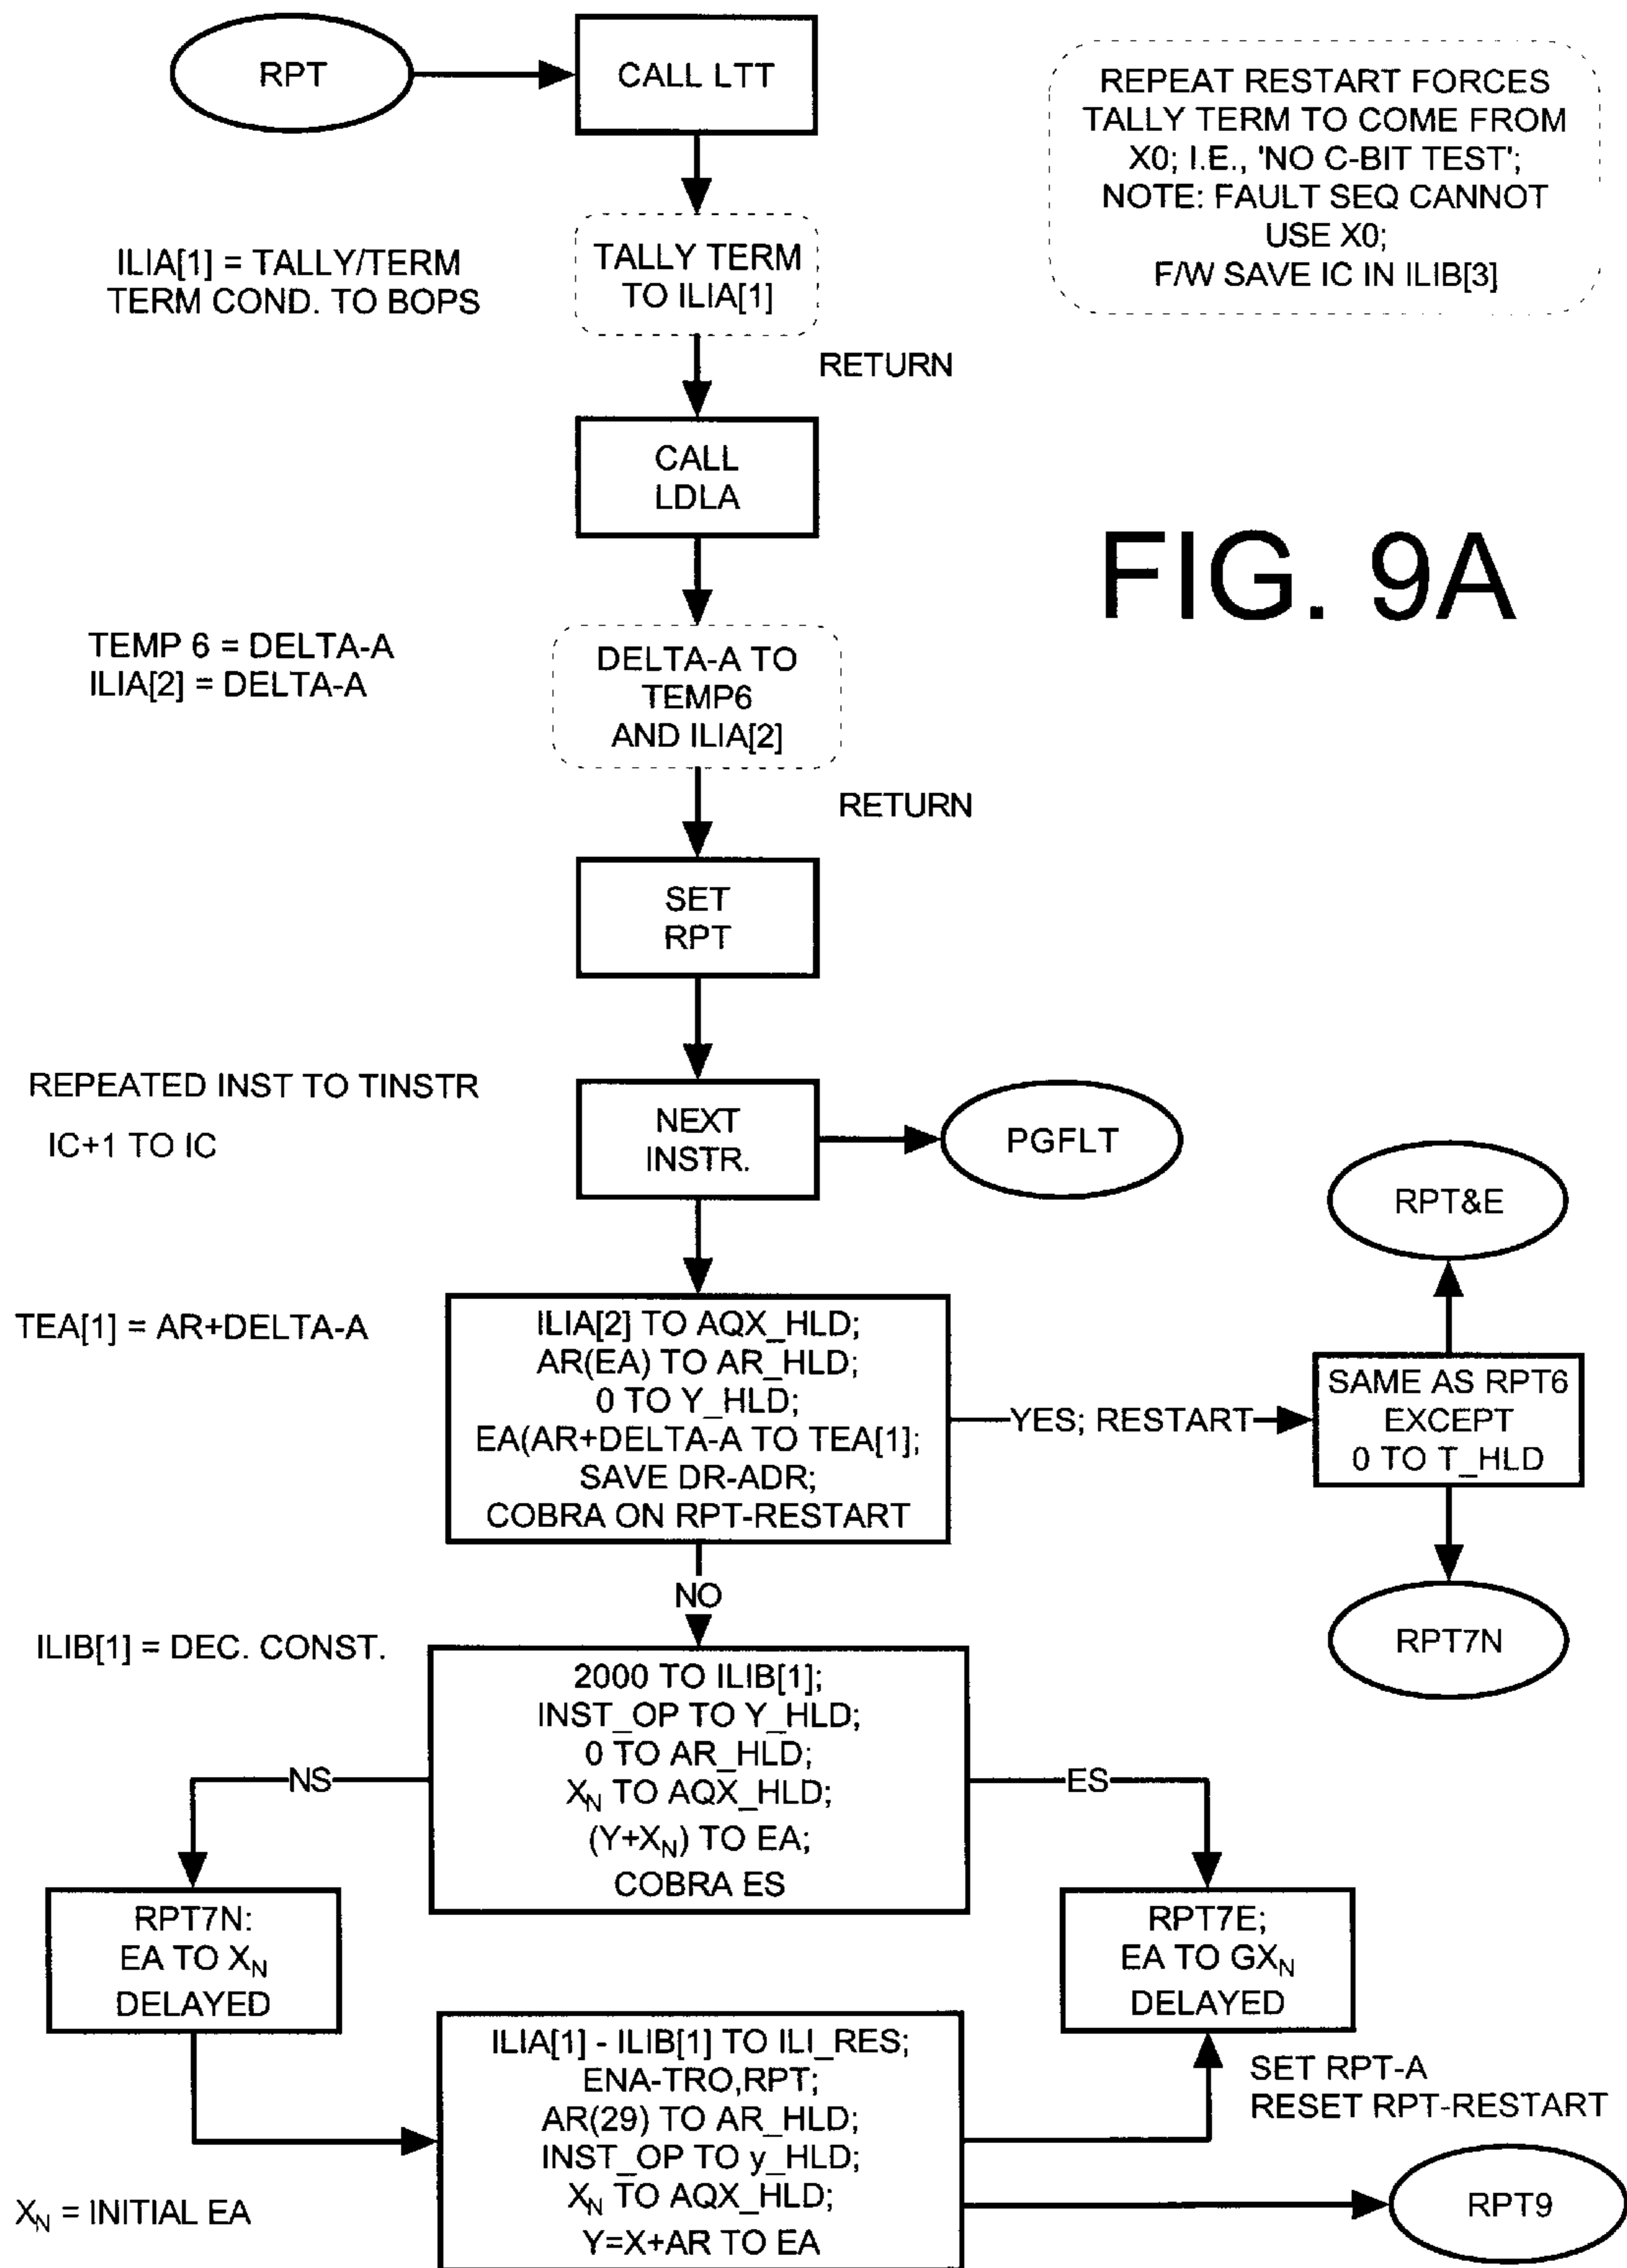 RPT
CALL LTT
REPEAT RESTART FORCES
TALLY TERM TO COME FROM
X0; I.E., 'NO C-BIT TEST';
NOTE: FAULT SEQ CANNOT
USE X0;
F/W SAVE IC IN ILIB[3]
ILIA[1] = TALLY/TERM
TERM COND. TO BOPS
TALLY TERM
TO ILIA[1]
RETURN
CALL
LDLA
FIG. 9A
TEMP 6 = DELTA-A
ILIA[2] = DELTA-A
DELTA-A TO
TEMP6
AND ILIA[2]
RETURN
SET
RPT
REPEATED INST TO TINSTR
IC+1 TO IC
NEXT
INSTR.
PGFLT
RPT&E
TEA[1] = AR+DELTA-A
ILIA[2] TO AQX_HLD;
AR(EA) TO AR_HLD;
0 TO Y_HLD;
EA(AR+DELTA-A TO TEA[1];
SAVE DR-ADR;
COBRA ON RPT-RESTART
YES; RESTART
SAME AS RPT6
EXCEPT
0 TO T_HLD
NO
RPT7N
ILIB[1] = DEC. CONST.
2000 TO ILIB[1];
INST_OP TO Y_HLD;
0 TO AR_HLD;
XN TO AQX_HLD;
(Y+XN) TO EA;
COBRA ES
NS
ES
RPT7N:
EA TO XN
DELAYED
RPT7E;
EA TO GXN
DELAYED
ILIA[1] - ILIB[1] TO ILI_RES;
ENA-TRO,RPT;
AR(29) TO AR_HLD;
INST_OP TO y_HLD;
XN TO AQX_HLD;
Y=X+AR TO EA
SET RPT-A
RESET RPT-RESTART
XN = INITIAL EA
RPT9